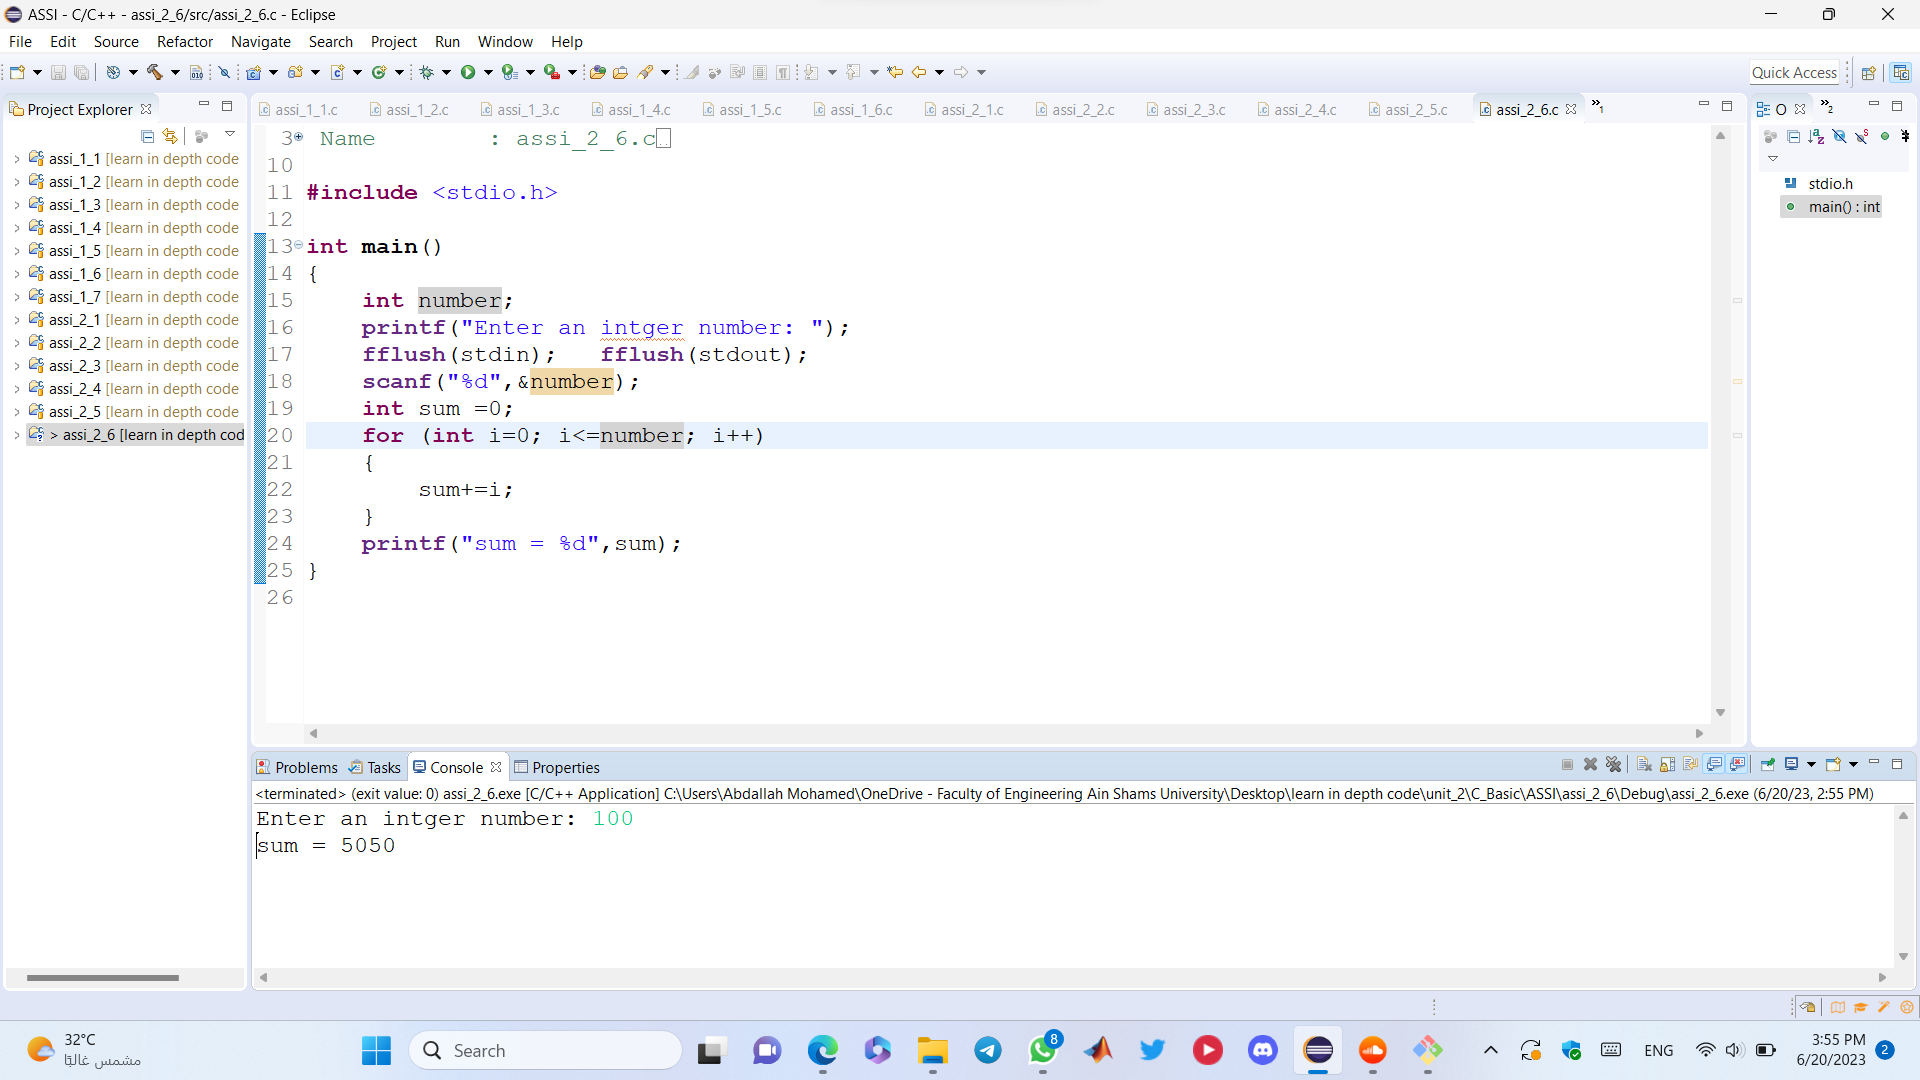 ASSI - C/C++ - assi_2_6/src/assi_2_6.c - Eclipse
File Edit Source Refactor Navigate Search Project Run Window Help
Quick Access
Project Explorer
assi_1_1 [learn in depth code
assi_1_2 [learn in depth code
assi_1_3 [learn in depth code
assi_1_4 [learn in depth code
assi_1_5 [learn in depth code
assi_1_6 [learn in depth code
assi_1_7 [learn in depth code
assi_2_1 [learn in depth code
assi_2_2 [learn in depth code
assi_2_3 [learn in depth code
assi_2_4 [learn in depth code
assi_2_5 [learn in depth code
> assi_2_6 [learn in depth cod
assi_1_1.c assi_1_2.c assi_1_3.c assi_1_4.c assi_1_5.c assi_1_6.c assi_2_1.c assi_2_2.c assi_2_3.c assi_2_4.c assi_2_5.c assi_2_6.c »1
3 Name : assi_2_6.c
10
11 #include <stdio.h>
12
13 int main()
14 {
15 int number;
16 printf("Enter an intger number: ");
17 fflush(stdin); fflush(stdout);
18 scanf("%d",&number);
19 int sum =0;
20 for (int i=0; i<=number; i++)
21 {
22 sum+=i;
23 }
24 printf("sum = %d",sum);
25 }
26
O »2
stdio.h
main() : int
Problems Tasks Console Properties
<terminated> (exit value: 0) assi_2_6.exe [C/C++ Application] C:\Users\Abdallah Mohamed\OneDrive - Faculty of Engineering Ain Shams University\Desktop\learn in depth code\unit_2\C_Basic\ASSI\assi_2_6\Debug\assi_2_6.exe (6/20/23, 2:55 PM)
Enter an intger number: 100
sum = 5050
32°C
مشمس غالبًا
Search
8
ENG
3:55 PM
6/20/2023
2